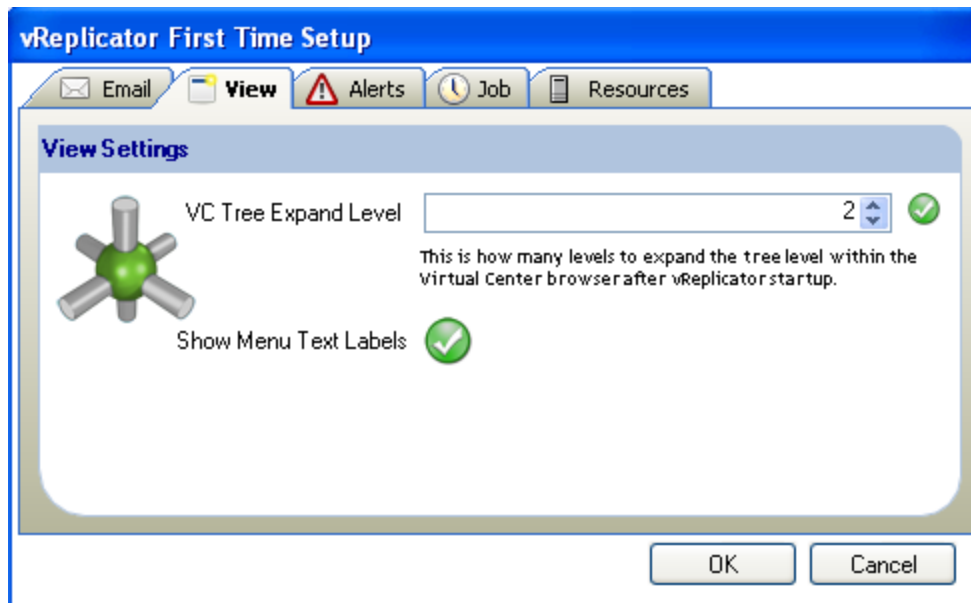 vReplicator First Time Setup
Email View Alerts Job Resources
View Settings
VC Tree Expand Level 2
This is how many levels to expand the tree level within the
Virtual Center browser after vReplicator startup.
Show Menu Text Labels
OK Cancel